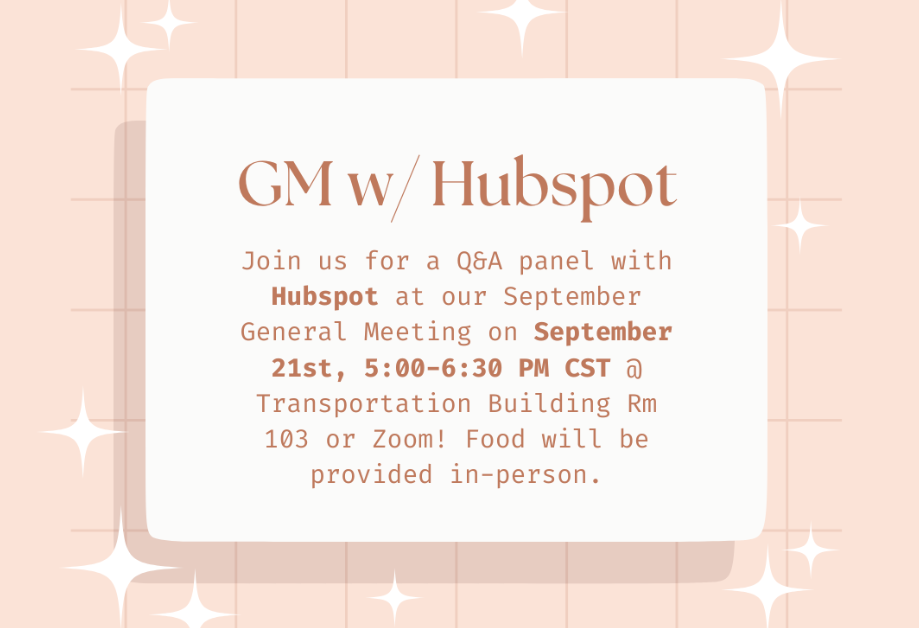 GM w/ Hubspot
Join us for a Q&A panel with
Hubspot at our September
General Meeting on September
21st, 5:00-6:30 PM CST @
Transportation Building Rm
103 or Zoom! Food will be
provided in-person.